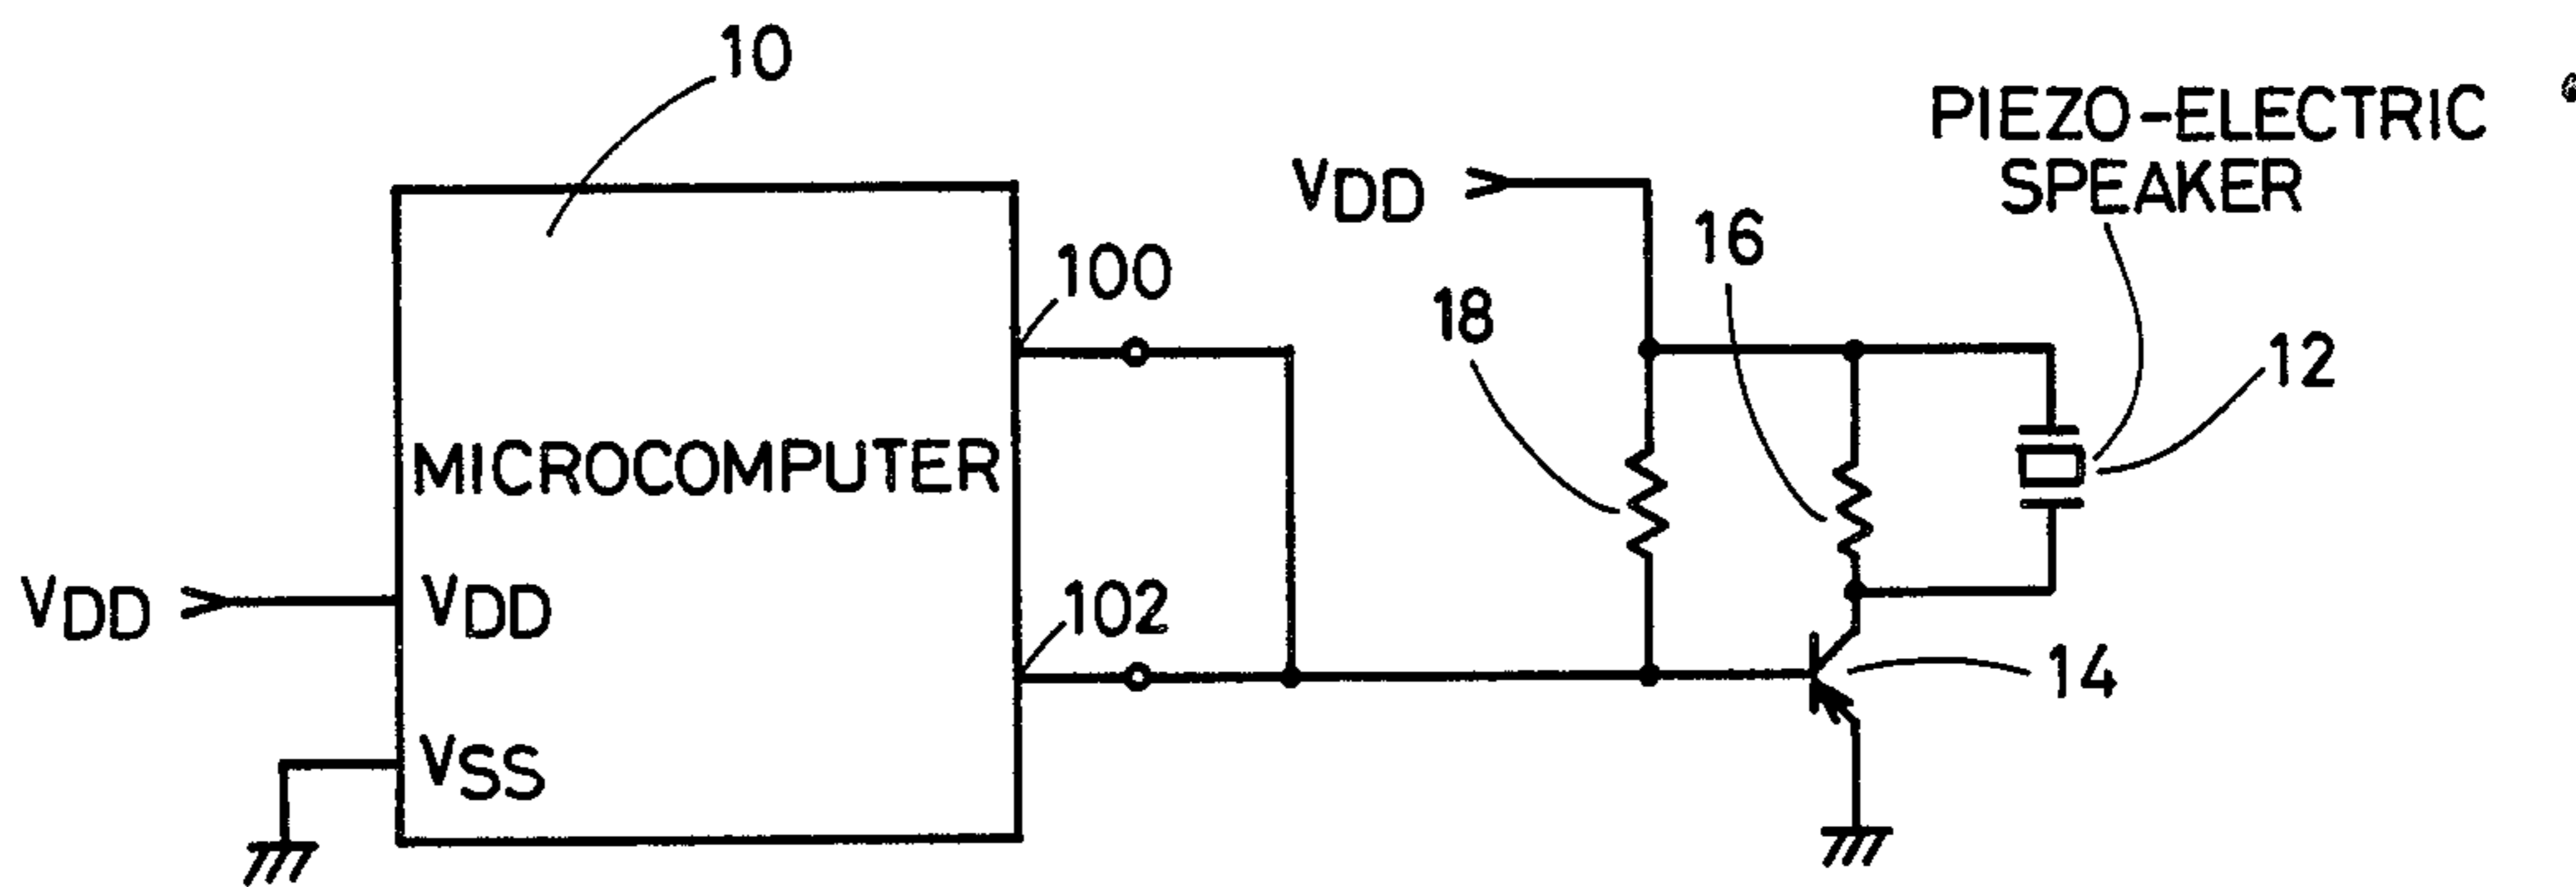 10
PIEZO-ELECTRIC
SPEAKER
VDD
16
100
18
12
MICROCOMPUTER
VDD
VDD
102
14
VSS